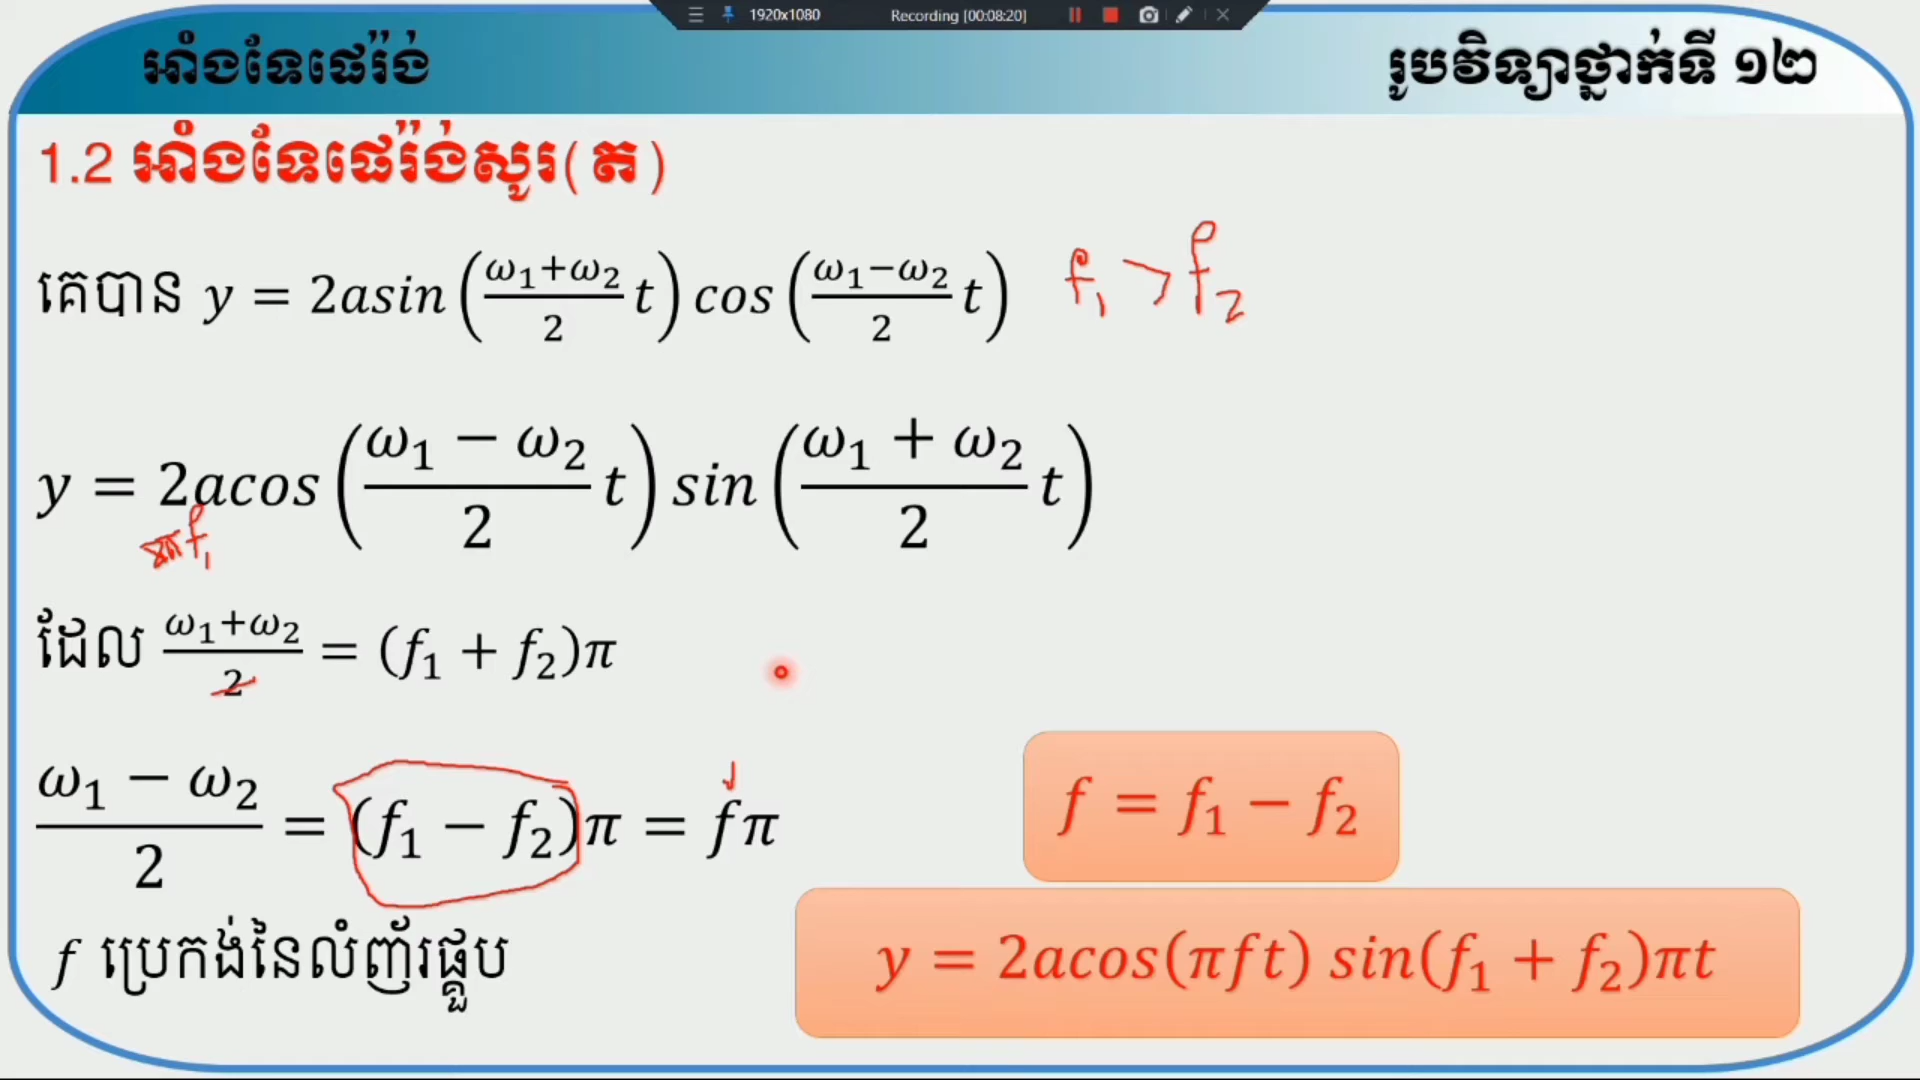 1920x1080 Recording [00:08:20]
អាំងទែផេរ៉ង់ រូបវិទ្យាថ្នាក់ទី ១២
1.2 អាំងទែផេរ៉ង់សូរ(ត)
គេបាន y = 2asin((ω₁+ω₂)/2 t) cos((ω₁−ω₂)/2 t) f₁ > f₂
y = 2acos((ω₁ − ω₂)/2 t) sin((ω₁ + ω₂)/2 t)
f₁
ដែល (ω₁+ω₂)/2 = (f₁ + f₂)π
(ω₁ − ω₂)/2 = (f₁ − f₂)π = fπ
f = f₁ − f₂
f ប្រេកង់នៃលំញ័រផ្គួប
y = 2acos(πft) sin(f₁ + f₂)πt